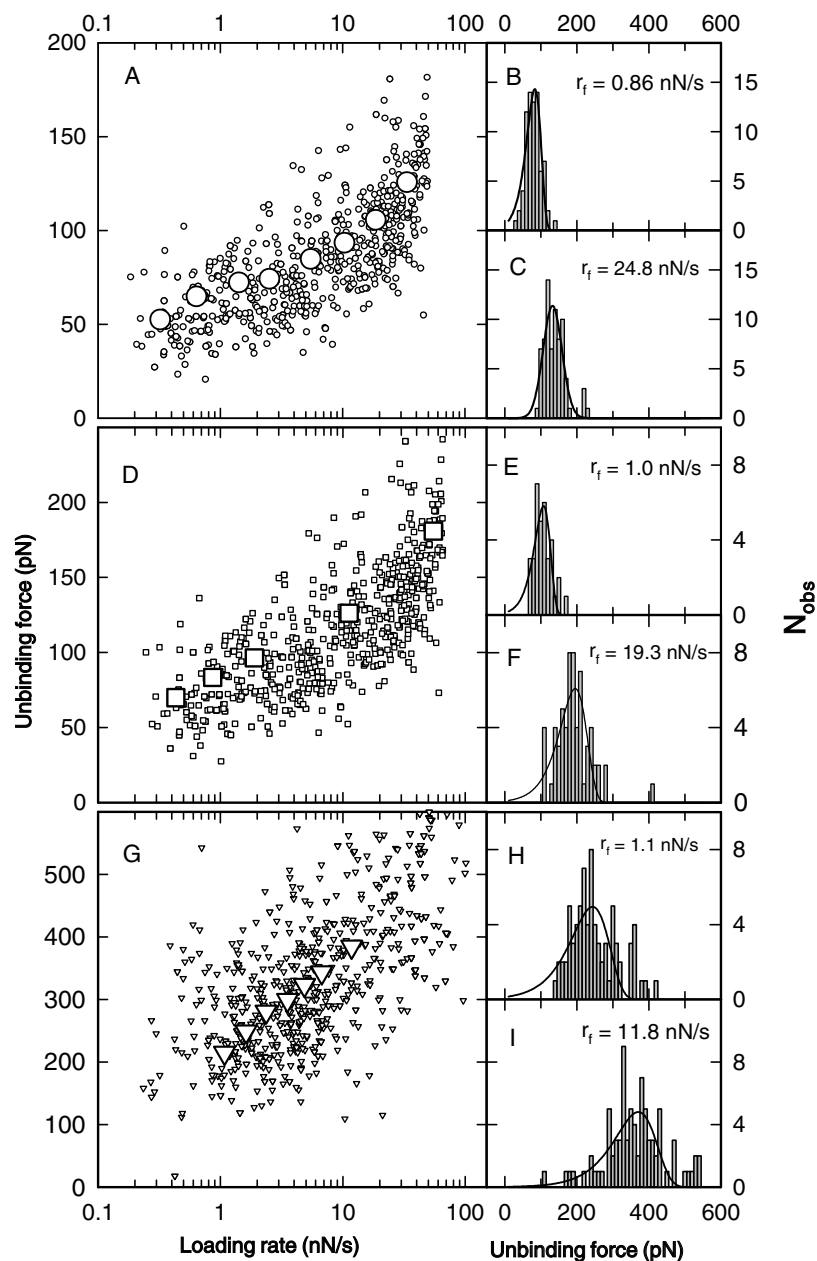 0.1 1 10 100 0 200 400 600
200
150
100
50
0
A
B
r_f = 0.86 nN/s
15
10
5
0
C
r_f = 24.8 nN/s
15
10
5
0
Unbinding force (pN)
200
150
100
50
0
D
E
r_f = 1.0 nN/s
8
4
0
N_obs
F
r_f = 19.3 nN/s
8
4
0
500
400
300
200
100
0
G
H
r_f = 1.1 nN/s
8
4
0
I
r_f = 11.8 nN/s
8
4
0
0.1 1 10 100 0 200 400 600
Loading rate (nN/s) Unbinding force (pN)